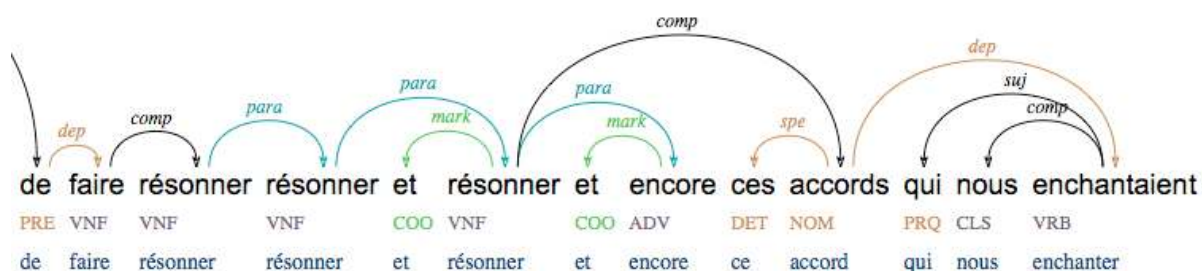 comp
dep
para
para
suj
dep
comp
para
mark
mark
spe
comp
de faire résonner résonner et résonner et encore ces accords qui nous enchantaient
PRE VNF VNF VNF COO VNF COO ADV DET NOM PRQ CLS VRB
de faire résonner résonner et résonner et encore ce accord qui nous enchanter